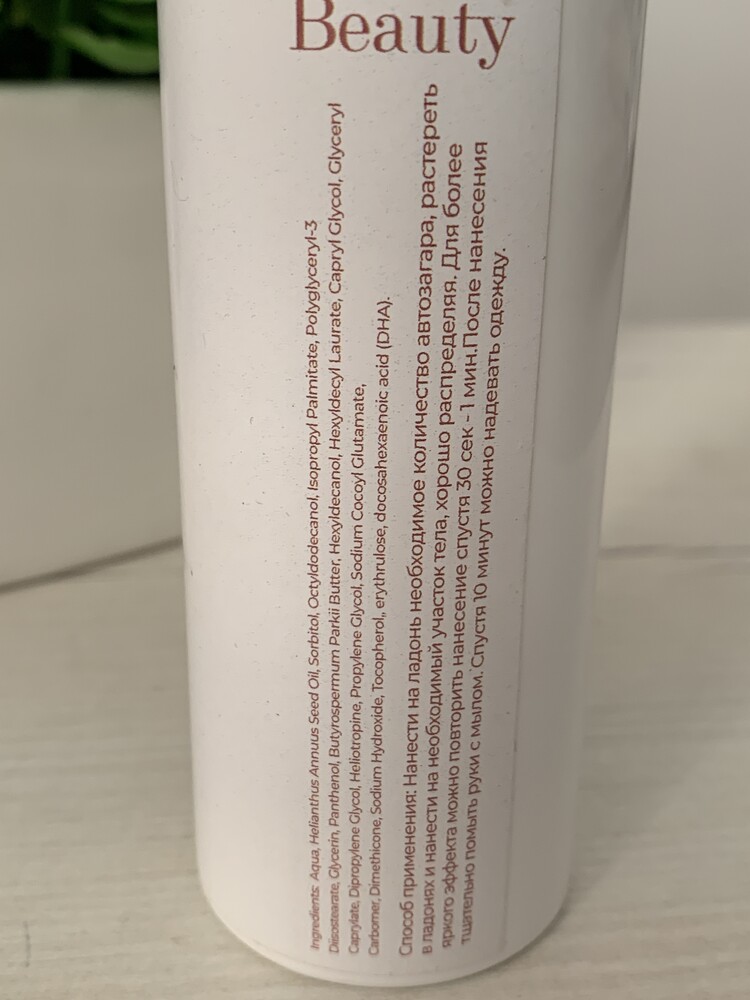 Beauty
Ingredients: Aqua, Helianthus Annuus Seed Oil, Sorbitol, Octyldodecanol, Isopropyl Palmitate, Polyglyceryl-3
Diisostearate, Glycerin, Panthenol, Butyrospermum Parkii Butter, Hexyldecanol, Hexyldecyl Laurate, Capryl Glycol, Glyceryl
Caprylate, Dipropylene Glycol, Heliotropine, Propylene Glycol, Sodium Cocoyl Glutamate,
Carbomer, Dimethicone, Sodium Hydroxide, Tocopherol,, erythrulose, docosahexaenoic acid (DHA).
Способ применения: Нанести на ладонь необходимое количество автозагара, растереть
в ладонях и нанести на необходимый участок тела, хорошо распределяя. Для более
яркого эффекта можно повторить нанесение спустя 30 сек - 1 мин.После нанесения
тщательно помыть руки с мылом. Спустя 10 минут можно надевать одежду.